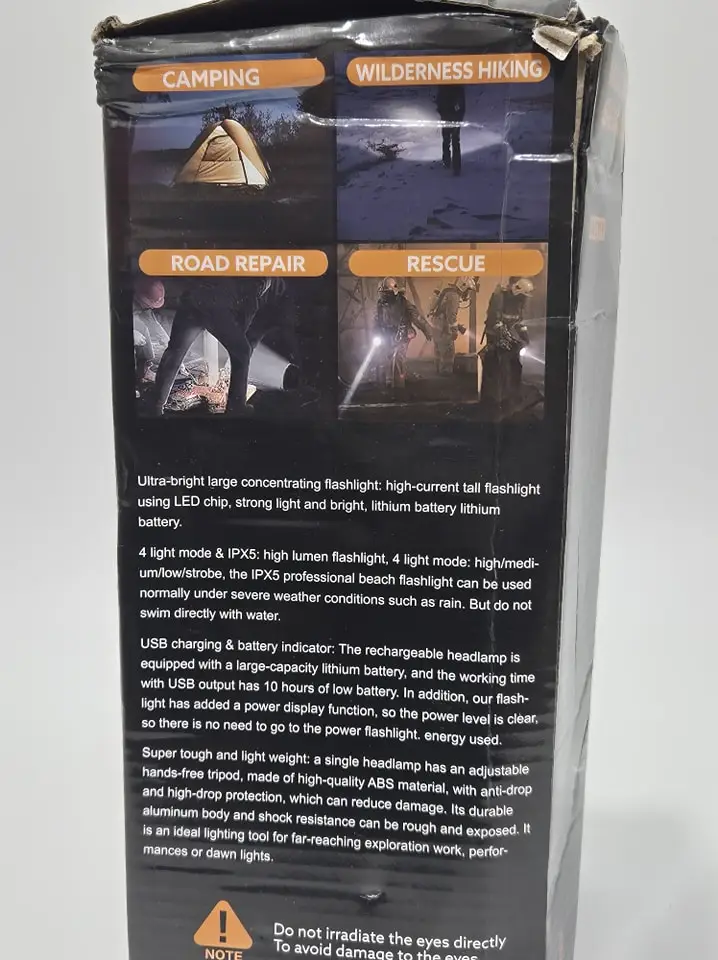 CAMPING
WILDERNESS HIKING
ROAD REPAIR
RESCUE
Ultra-bright large concentrating flashlight: high-current tall flashlight
using LED chip, strong light and bright, lithium battery lithium
battery.
4 light mode & IPX5: high lumen flashlight, 4 light mode: high/medi-
um/low/strobe, the IPX5 professional beach flashlight can be used
normally under severe weather conditions such as rain. But do not
swim directly with water.
USB charging & battery indicator: The rechargeable headlamp is
equipped with a large-capacity lithium battery, and the working time
with USB output has 10 hours of low battery. In addition, our flash-
light has added a power display function, so the power level is clear,
so there is no need to go to the power flashlight. energy used.
Super tough and light weight: a single headlamp has an adjustable
hands-free tripod, made of high-quality ABS material, with anti-drop
and high-drop protection, which can reduce damage. Its durable
aluminum body and shock resistance can be rough and exposed. It
is an ideal lighting tool for far-reaching exploration work, perfor-
mances or dawn lights.
NOTE
Do not irradiate the eyes directly
To avoid damage to the eyes